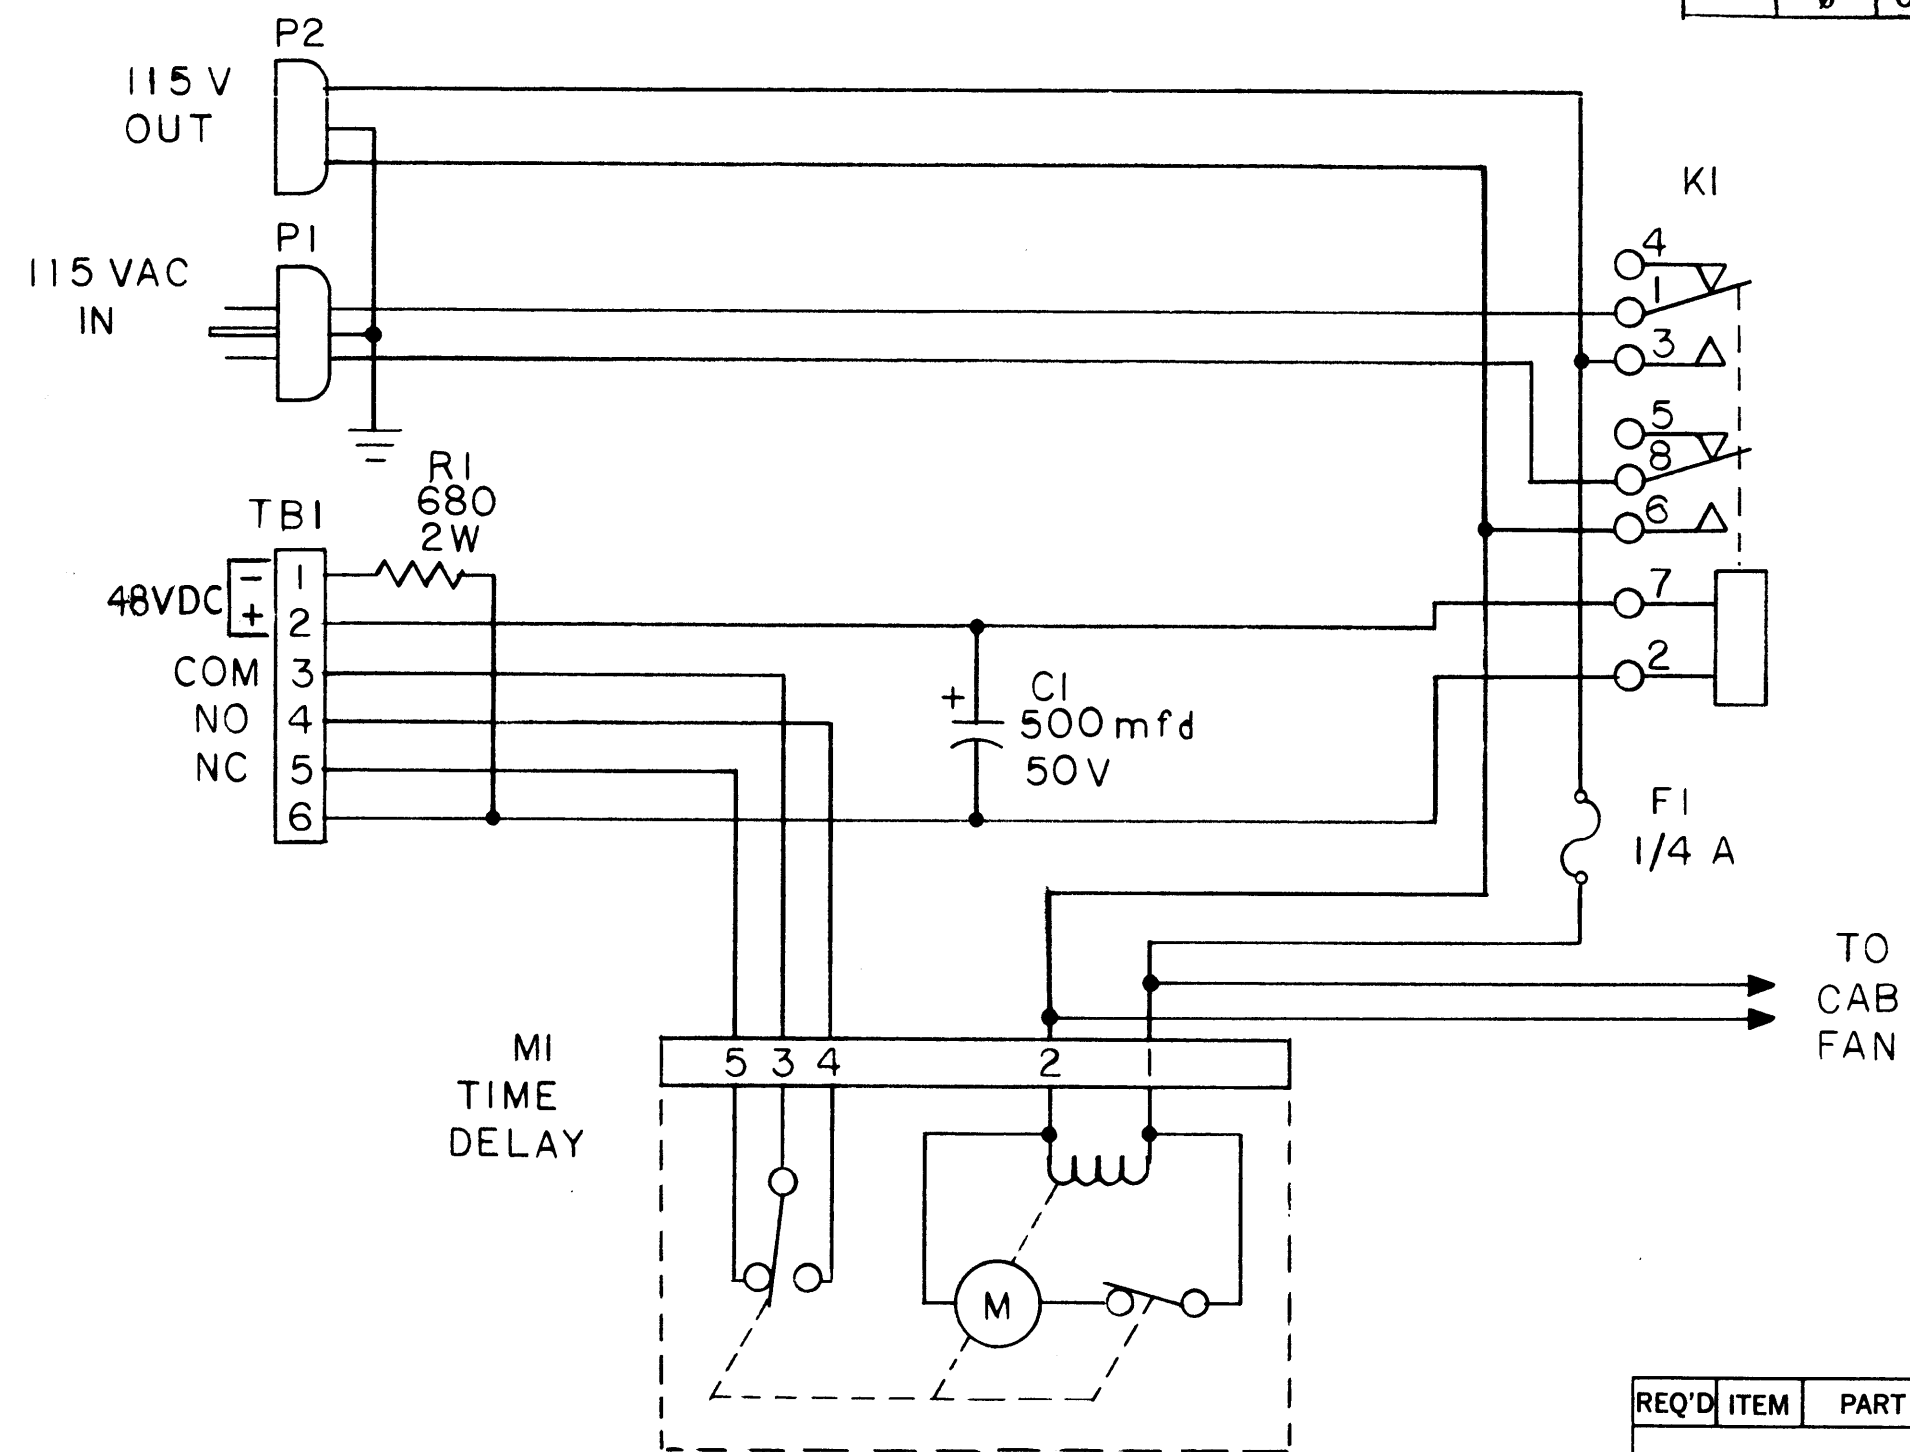 P2
115 V
OUT
K1
P1
115 VAC
IN
4
1
3
5
8
6
7
2
R1
680
2W
TB1
48VDC
- 1
+ 2
COM 3
NO 4
NC 5
6
+ C1
500 mfd
50V
F1
1/4 A
TO
CAB
FAN
M1
TIME
DELAY
5 3 4 2 1
M
REQ'D ITEM PART